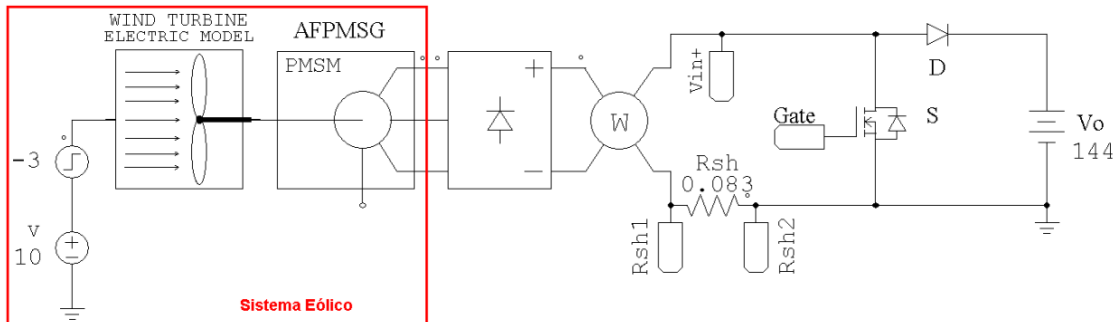 WIND TURBINE
ELECTRIC MODEL
AFPMSG
PMSM
-3
v
10
Sistema Eólico
+
−
W
Vin+
Rsh
0.083
Rsh1
Rsh2
Gate
D
S
Vo
144